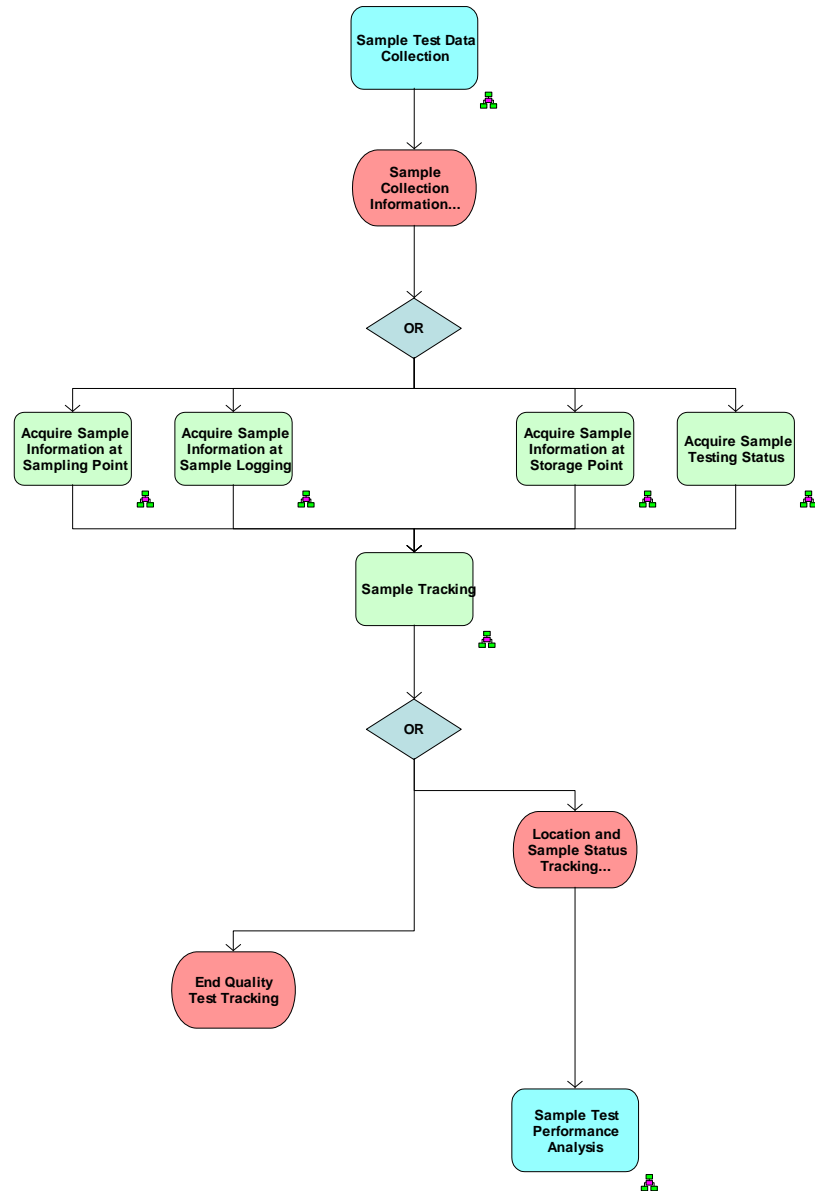 Sample Test Data
Collection
Sample
Collection
Information...
OR
Acquire Sample
Information at
Sampling Point
Acquire Sample
Information at
Sample Logging
Acquire Sample
Information at
Storage Point
Acquire Sample
Testing Status
Sample Tracking
OR
Location and
Sample Status
Tracking...
End Quality
Test Tracking
Sample Test
Performance
Analysis